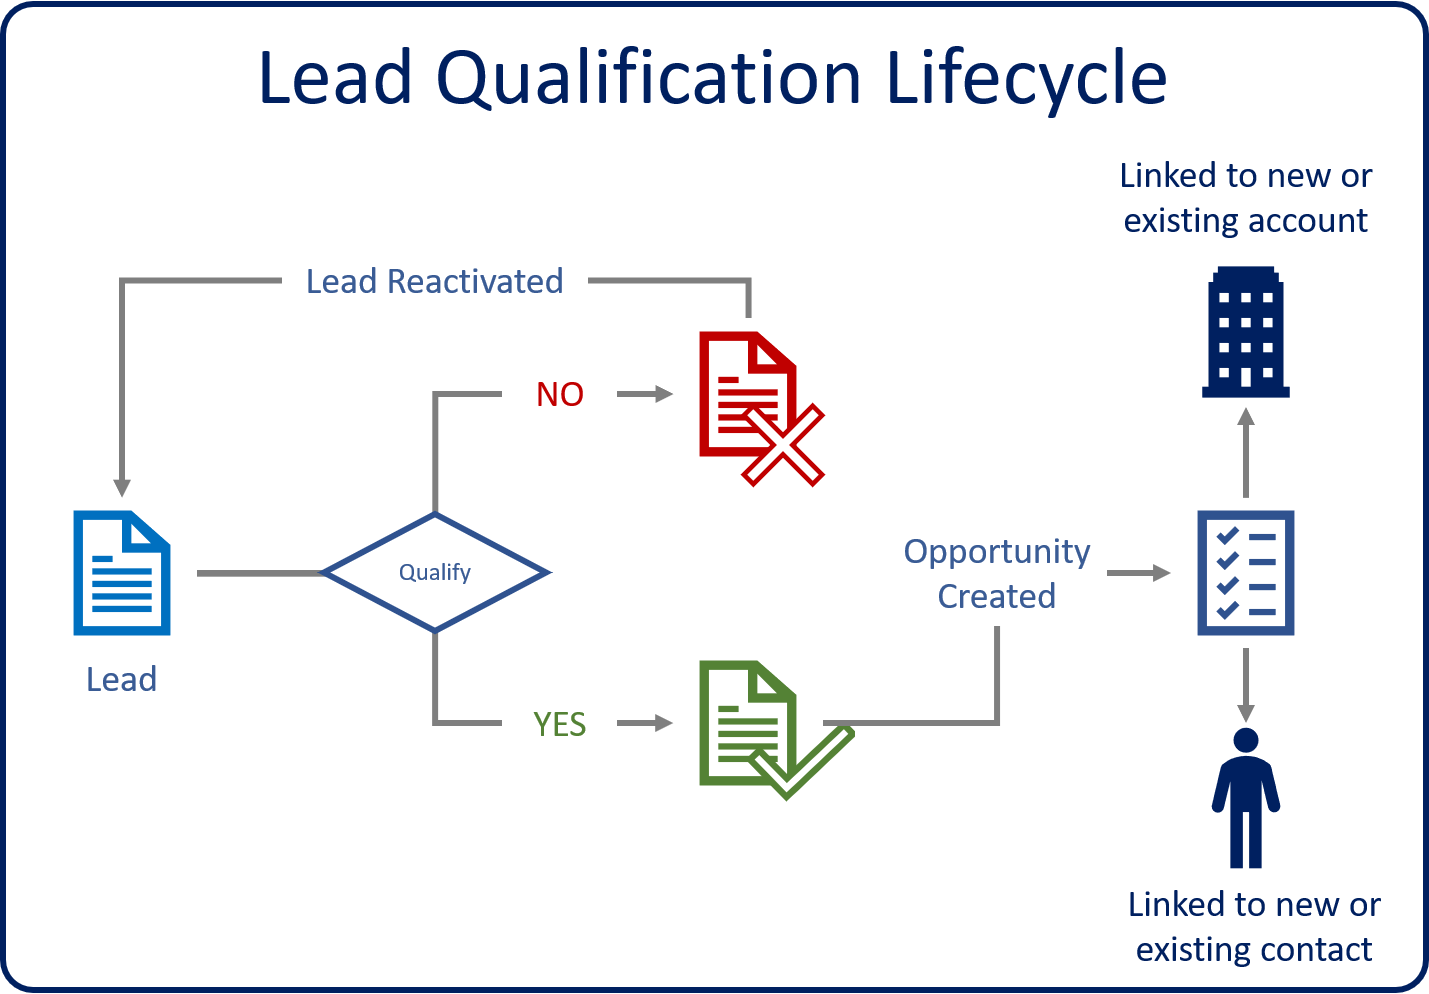 Lead Qualification Lifecycle
Linked to new or
existing account
Lead Reactivated
NO
Qualify
Lead
Opportunity
Created
YES
Linked to new or
existing contact